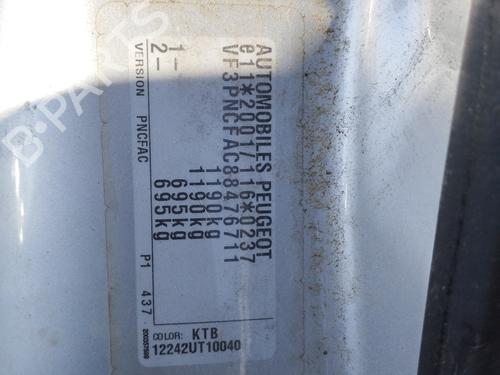 AUTOMOBILES PEUGEOT
e11*2001/116*0237
VF3PNCFAC88476711
1190kg
1190kg
1- 695kg
2- 695kg
VERSION PNCFAC P1 437
COLOR: KTB
12242UT10040
B-Parts